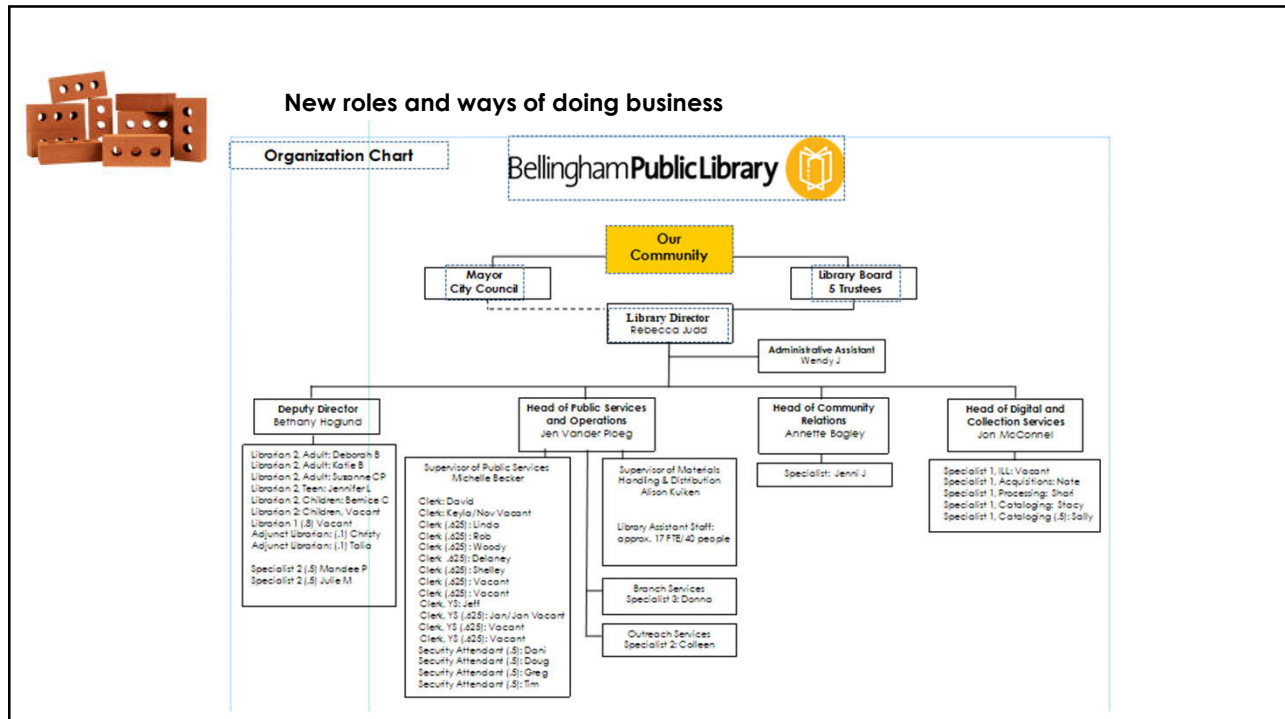 New roles and ways of doing business
Organization Chart
BellinghamPublicLibrary
Our
Community
Mayor
City Council
Library Board
5 Trustees
Library Director
Rebecca Judd
Administrative Assistant
Wendy J
Deputy Director
Bethany Hoglund
Librarian 2, Adult: Deborah B
Librarian 2, Adult: Katie B
Librarian 2, Adult: Suzanne CP
Librarian 2, Teen: Jennifer L
Librarian 2, Children: Bernice C
Librarian 2: Children, Vacant
Librarian 1 (.8) Vacant
Adjunct Librarian: (.1) Christy
Adjunct Librarian: (.1) Talia
Specialist 2 (.5) Mandee P
Specialist 2 (.5) Julie M
Head of Public Services
and Operations
Jen Vander Ploeg
Supervisor of Public Services
Michelle Becker
Clerk: David
Clerk: Keyla/Nov Vacant
Clerk (.625) : Linda
Clerk (.625) : Rob
Clerk (.625): Woody
Clerk (.625): Delaney
Clerk (.625) : Shelley
Clerk (.625) : Vacant
Clerk (.625) : Vacant
Clerk, YS: Jeff
Clerk, YS (.625): Jan/Jan Vacant
Clerk, YS (.625): Vacant
Clerk, YS (.625): Vacant
Security Attendant (.5): Dani
Security Attendant (.5): Doug
Security Attendant (.5): Greg
Security Attendant (.5): Tim
Supervisor of Materials
Handling & Distribution
Alison Kuiken
Library Assistant Staff:
approx. 17 FTE/40 people
Branch Services
Specialist 3: Donna
Outreach Services
Specialist 2: Colleen
Head of Community
Relations
Annette Bagley
Specialist: Jenni J
Head of Digital and
Collection Services
Jon McConnel
Specialist 1, ILL: Vacant
Specialist 1, Acquisitions: Nate
Specialist 1, Processing: Shari
Specialist 1, Cataloging: Stacy
Specialist 1, Cataloging (.5): Sally